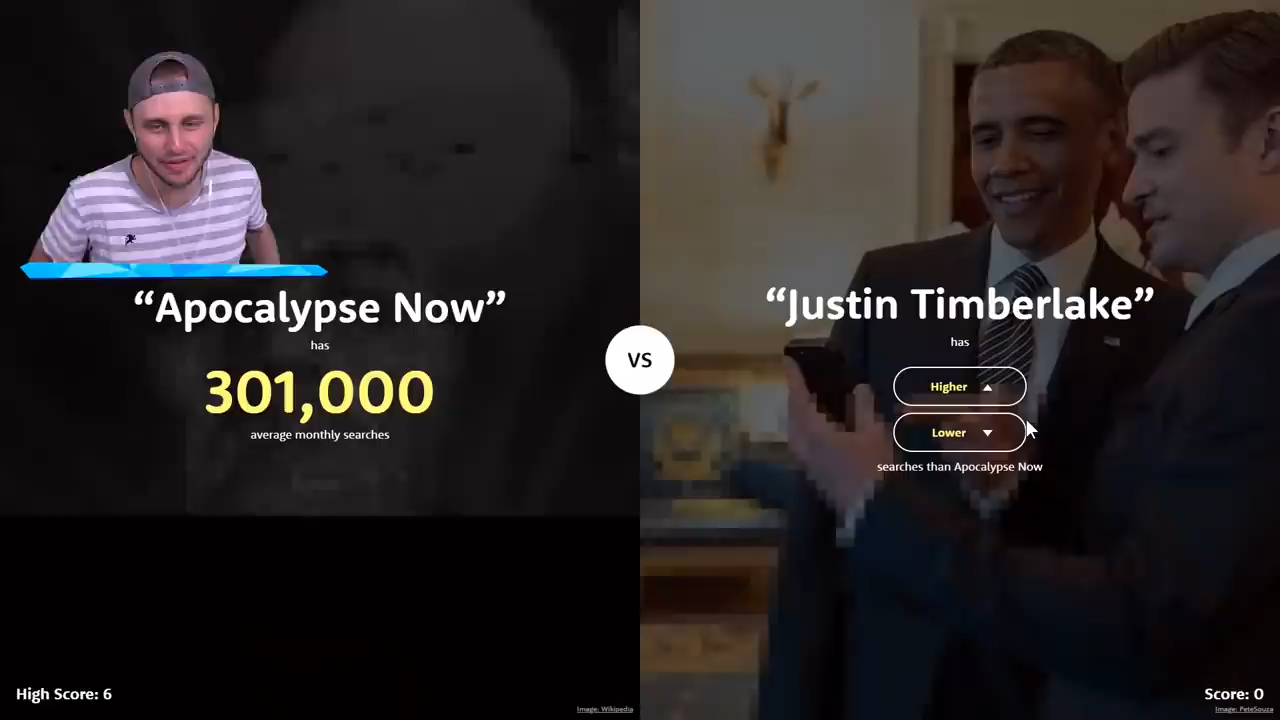 “Apocalypse Now”
has
301,000
average monthly searches
VS
“Justin Timberlake”
has
Higher
Lower
searches than Apocalypse Now
High Score: 6
Image: Wikipedia
Score: 0
Image: PeteSouza